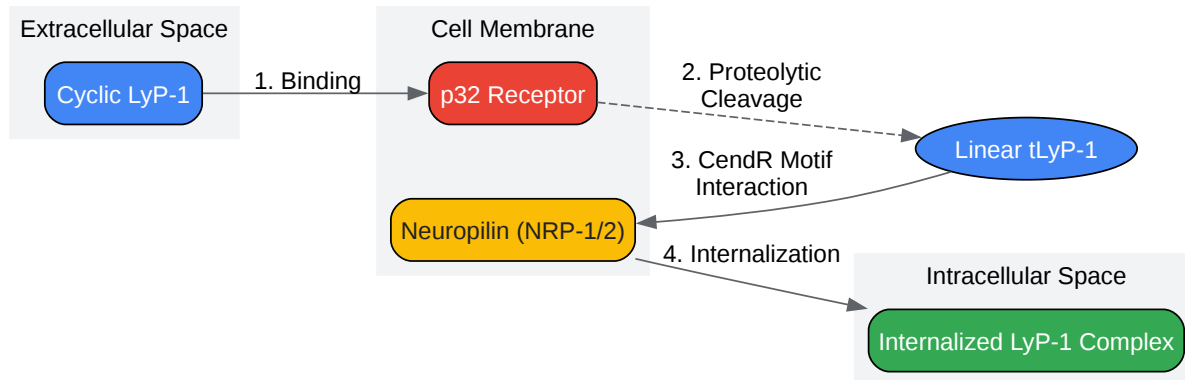 Extracellular Space
Cyclic LyP-1
1. Binding
Cell Membrane
p32 Receptor
2. Proteolytic
Cleavage
Linear tLyP-1
3. CendR Motif
Interaction
Neuropilin (NRP-1/2)
4. Internalization
Intracellular Space
Internalized LyP-1 Complex